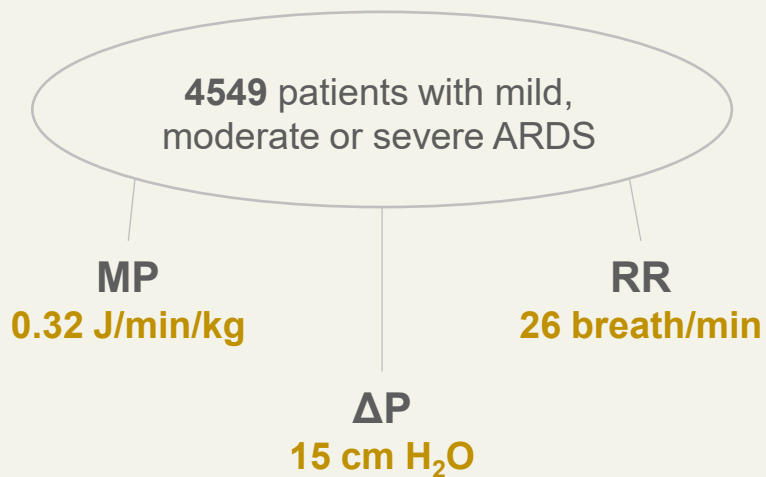 4549 patients with mild,
moderate or severe ARDS
MP
0.32 J/min/kg
RR
26 breath/min
ΔP
15 cm H₂O